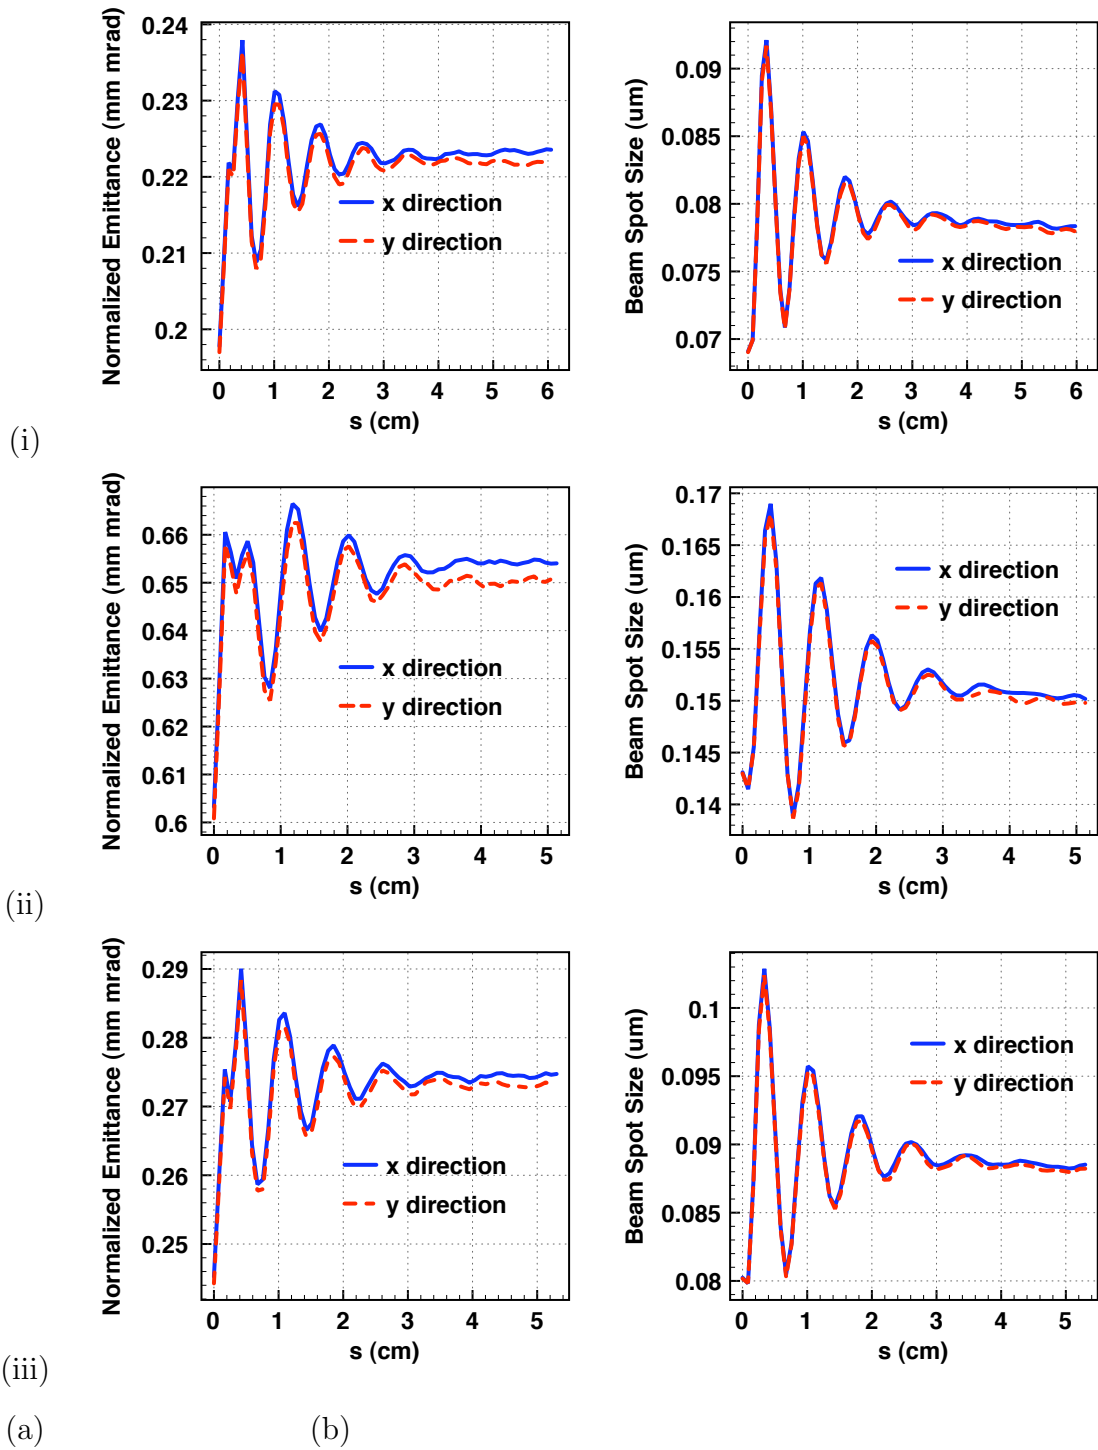 Normalized Emittance (mm mrad)
0.24
0.23
0.22
0.21
0.2
x direction
y direction
0 1 2 3 4 5 6
s (cm)
Beam Spot Size (um)
0.09
0.085
0.08
0.075
0.07
x direction
y direction
0 1 2 3 4 5 6
s (cm)
(i)
Normalized Emittance (mm mrad)
0.66
0.65
0.64
0.63
0.62
0.61
0.6
x direction
y direction
0 1 2 3 4 5
s (cm)
Beam Spot Size (um)
0.17
0.165
0.16
0.155
0.15
0.145
0.14
x direction
y direction
0 1 2 3 4 5
s (cm)
(ii)
Normalized Emittance (mm mrad)
0.29
0.28
0.27
0.26
0.25
x direction
y direction
0 1 2 3 4 5
s (cm)
Beam Spot Size (um)
0.1
0.095
0.09
0.085
0.08
x direction
y direction
0 1 2 3 4 5
s (cm)
(iii)
(a) (b)